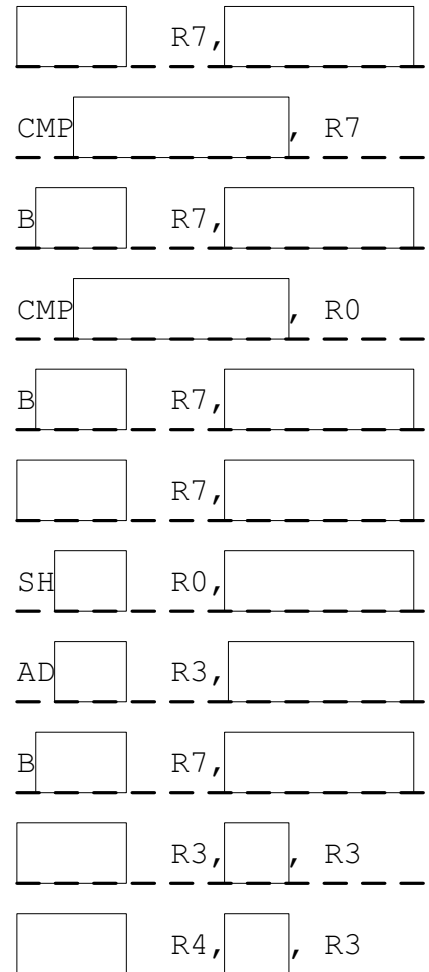 R7,
CMP , R7
B R7,
CMP , R0
B R7,
R7,
SH R0,
AD R3,
B R7,
R3, , R3
R4, , R3